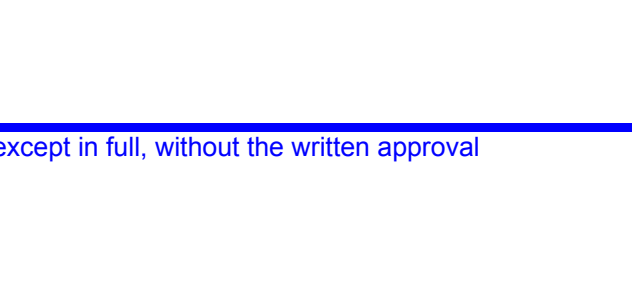 except in full, without the written approval